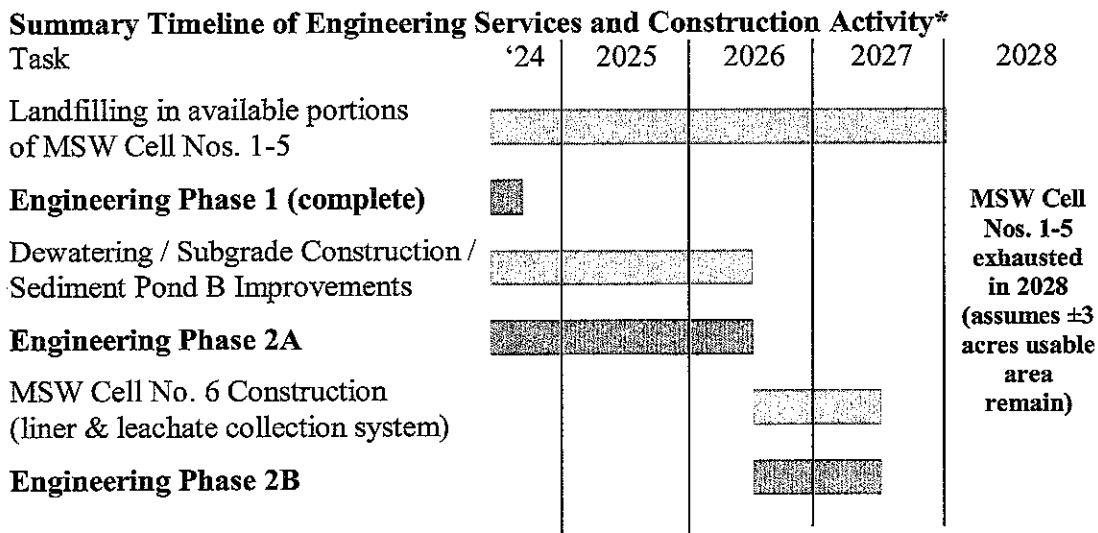 Summary Timeline of Engineering Services and Construction Activity*
Task '24 2025 2026 2027 2028
Landfilling in available portions
of MSW Cell Nos. 1-5
Engineering Phase 1 (complete)
Dewatering / Subgrade Construction /
Sediment Pond B Improvements
Engineering Phase 2A
MSW Cell No. 6 Construction
(liner & leachate collection system)
Engineering Phase 2B
MSW Cell
Nos. 1-5
exhausted
in 2028
(assumes ±3
acres usable
area
remain)